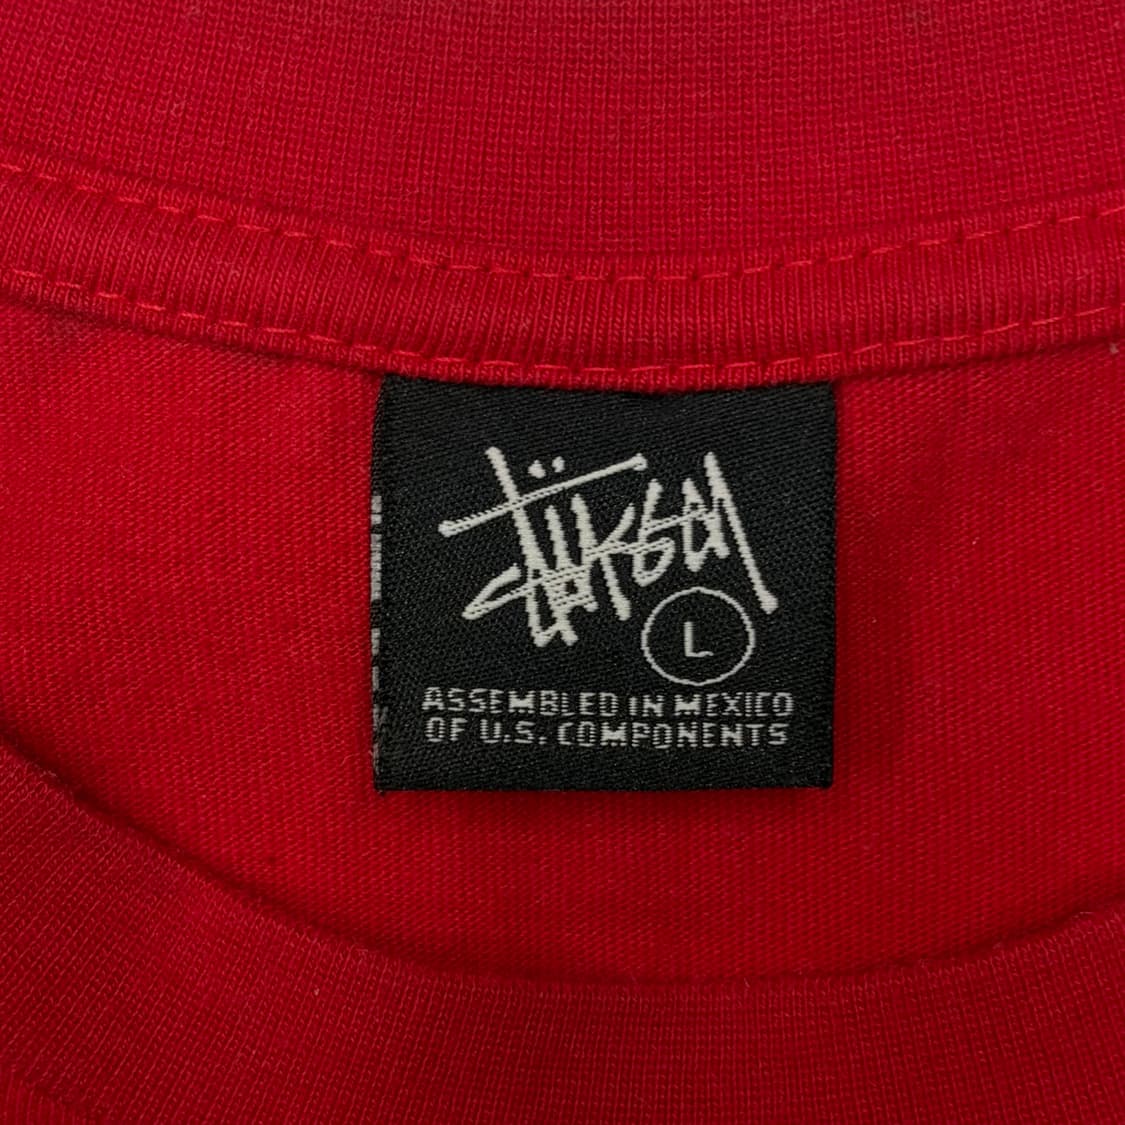 Stüssy
L
ASSEMBLED IN MEXICO
OF U.S. COMPONENTS